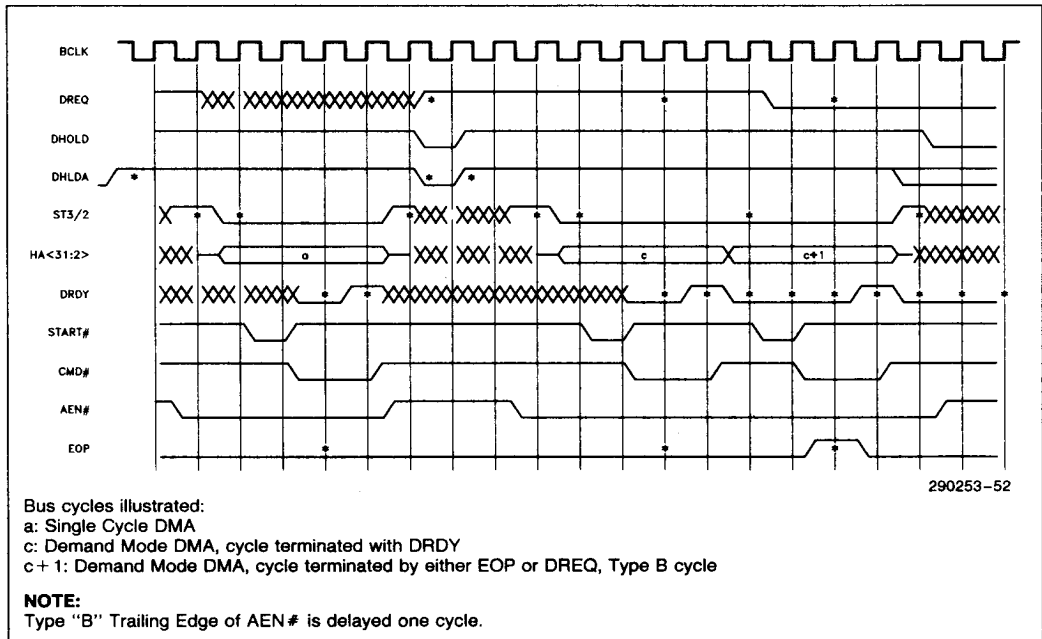 BCLK
DREQ
DHOLD
DHLDA
ST3/2
HA<31:2>
a
c
c+1
DRDY
START#
CMD#
AEN#
EOP
290253-52
Bus cycles illustrated:
a: Single Cycle DMA
c: Demand Mode DMA, cycle terminated with DRDY
c+1: Demand Mode DMA, cycle terminated by either EOP or DREQ, Type B cycle
NOTE:
Type "B" Trailing Edge of AEN# is delayed one cycle.